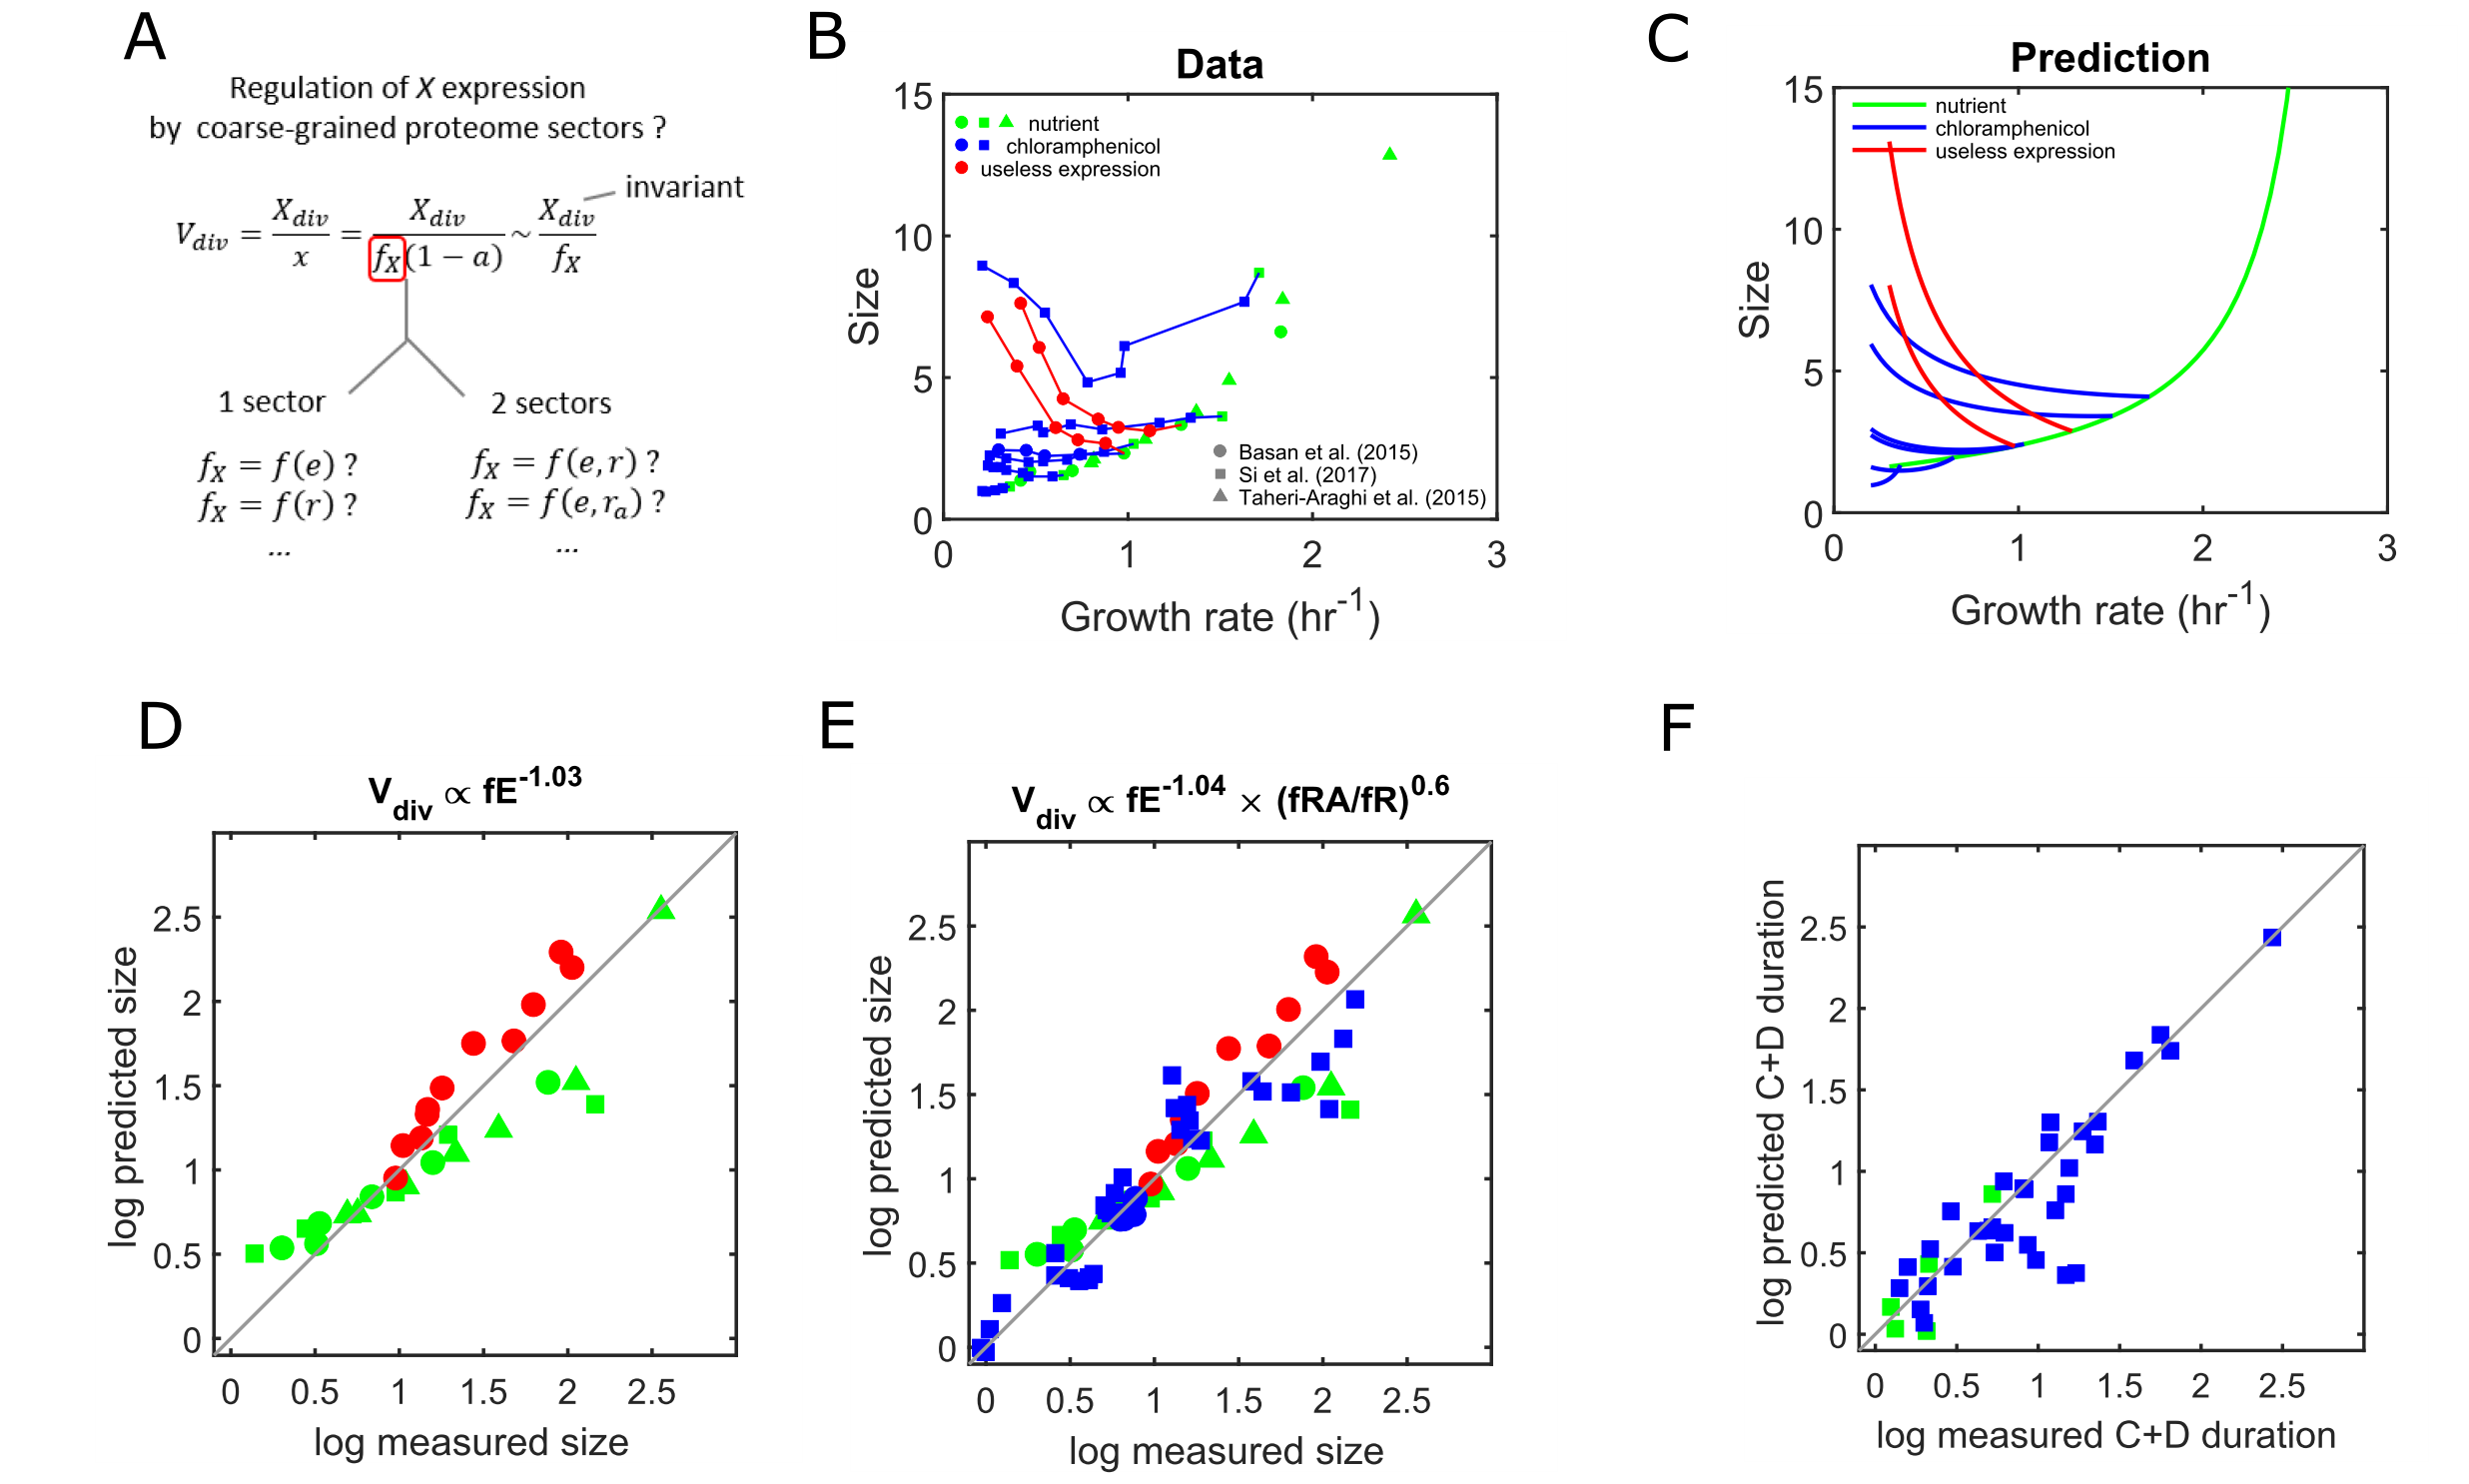 A
Regulation of X expression
by coarse-grained proteome sectors ?
invariant
V_div = X_div / x = X_div / f_X(1 − a) ~ X_div / f_X
1 sector
2 sectors
f_X = f(e) ?
f_X = f(e, r) ?
f_X = f(r) ?
f_X = f(e, r_a) ?
...
...
B
Data
15
10
5
0
0
1
2
3
Size
Growth rate (hr^-1)
nutrient
chloramphenicol
useless expression
Basan et al. (2015)
Si et al. (2017)
Taheri-Araghi et al. (2015)
C
Prediction
15
10
5
0
0
1
2
3
Size
Growth rate (hr^-1)
nutrient
chloramphenicol
useless expression
D
V_div ∝ fE^-1.03
2.5
2
1.5
1
0.5
0
0
0.5
1
1.5
2
2.5
log predicted size
log measured size
E
V_div ∝ fE^-1.04 × (fRA/fR)^0.6
2.5
2
1.5
1
0.5
0
0
0.5
1
1.5
2
2.5
log predicted size
log measured size
F
2.5
2
1.5
1
0.5
0
0
0.5
1
1.5
2
2.5
log predicted C+D duration
log measured C+D duration